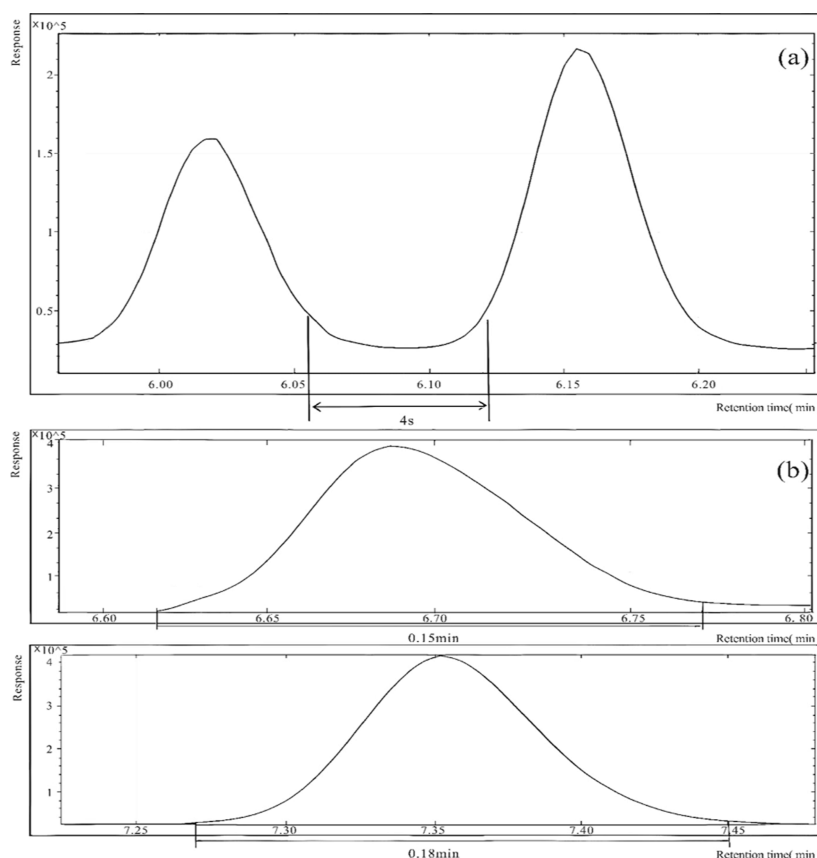 ×10^5
Response
(a)
2
1.5
1
0.5
6.00 6.05 6.10 6.15 6.20
Retention time( min
4s
×10^5
(b)
4
3
2
1
6.60 6.65 6.70 6.75 6. 80
0.15min
Retention time( min
×10^5
Response
4
3
2
1
7.25 7.30 7.35 7.40 7.45
0.18min
Retention time( min